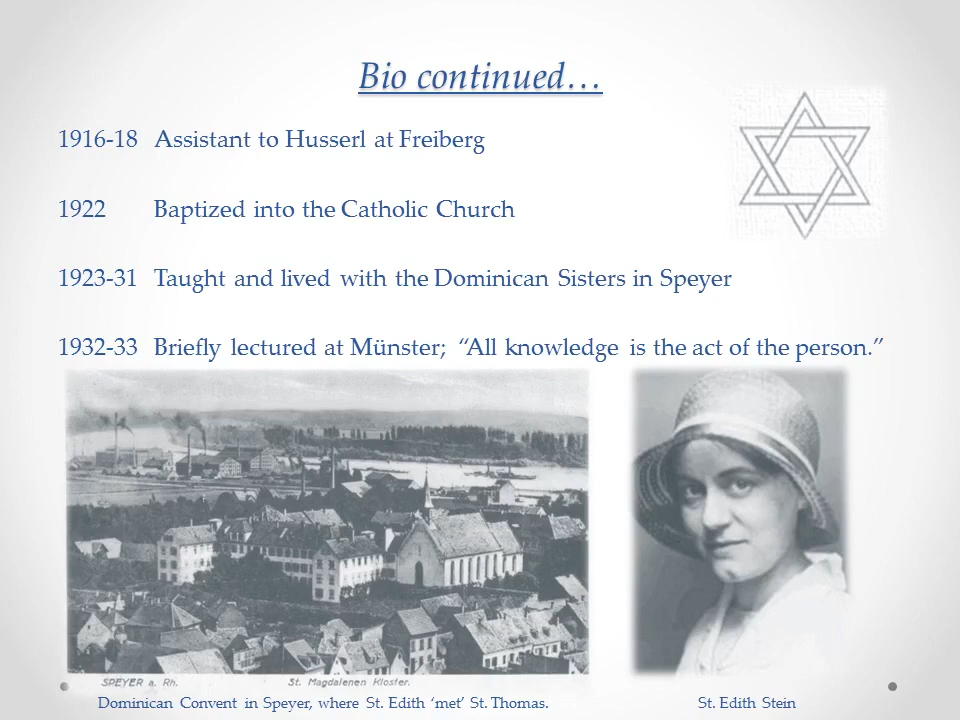 Bio continued…
1916-18 Assistant to Husserl at Freiberg
1922 Baptized into the Catholic Church
1923-31 Taught and lived with the Dominican Sisters in Speyer
1932-33 Briefly lectured at Münster; “All knowledge is the act of the person.”
SPEYER a. Rh. St. Magdalenen Kloster.
Dominican Convent in Speyer, where St. Edith ‘met’ St. Thomas. St. Edith Stein